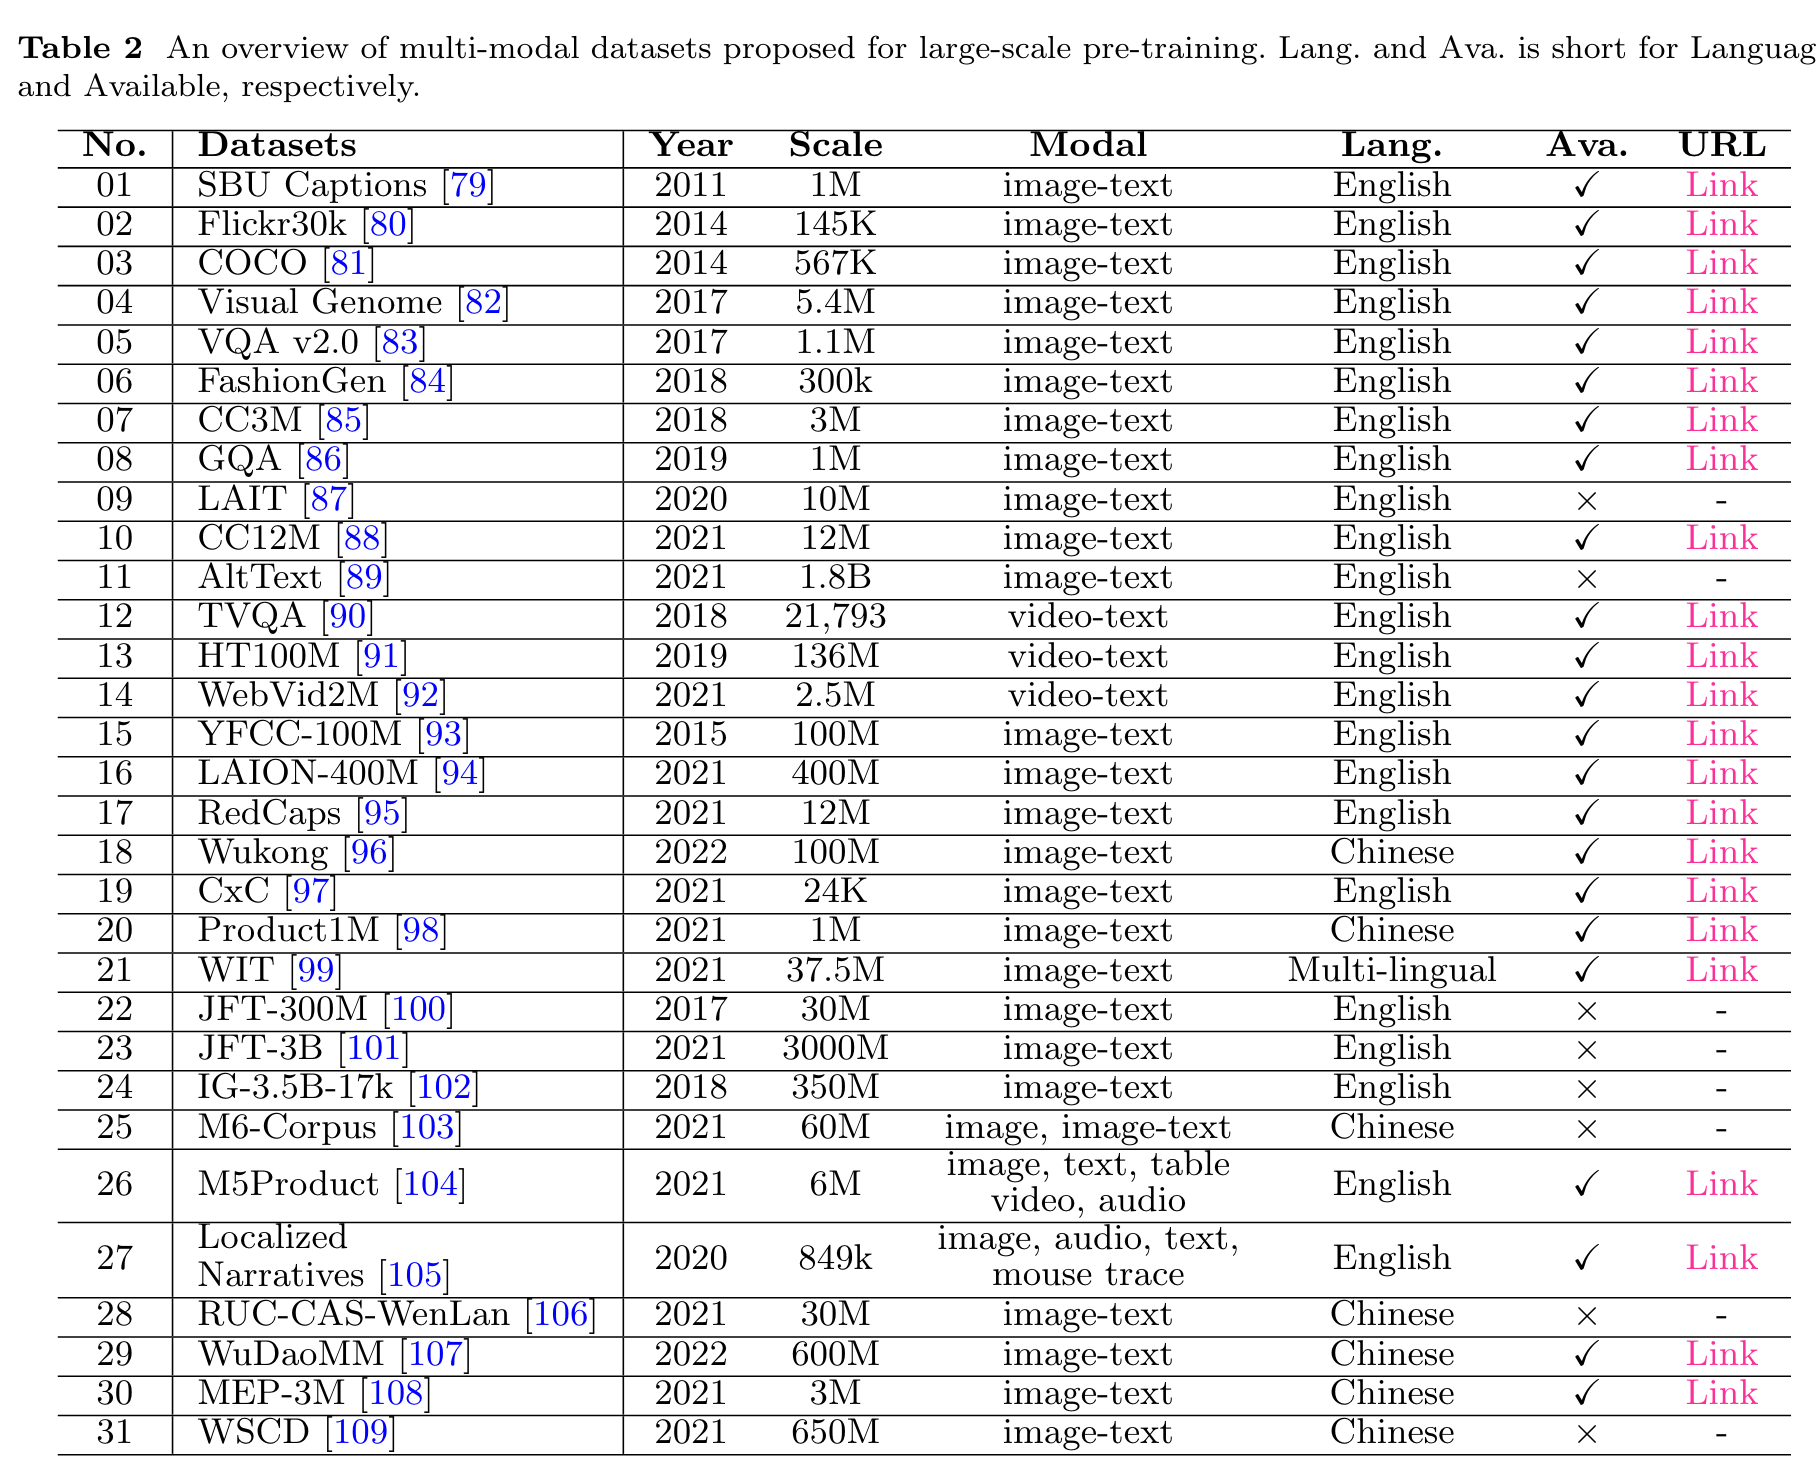 Table 2 An overview of multi-modal datasets proposed for large-scale pre-training. Lang. and Ava. is short for Languag
and Available, respectively.
No. Datasets Year Scale Modal Lang. Ava. URL
01 SBU Captions [79] 2011 1M image-text English ✓ Link
02 Flickr30k [80] 2014 145K image-text English ✓ Link
03 COCO [81] 2014 567K image-text English ✓ Link
04 Visual Genome [82] 2017 5.4M image-text English ✓ Link
05 VQA v2.0 [83] 2017 1.1M image-text English ✓ Link
06 FashionGen [84] 2018 300k image-text English ✓ Link
07 CC3M [85] 2018 3M image-text English ✓ Link
08 GQA [86] 2019 1M image-text English ✓ Link
09 LAIT [87] 2020 10M image-text English × -
10 CC12M [88] 2021 12M image-text English ✓ Link
11 AltText [89] 2021 1.8B image-text English × -
12 TVQA [90] 2018 21,793 video-text English ✓ Link
13 HT100M [91] 2019 136M video-text English ✓ Link
14 WebVid2M [92] 2021 2.5M video-text English ✓ Link
15 YFCC-100M [93] 2015 100M image-text English ✓ Link
16 LAION-400M [94] 2021 400M image-text English ✓ Link
17 RedCaps [95] 2021 12M image-text English ✓ Link
18 Wukong [96] 2022 100M image-text Chinese ✓ Link
19 CxC [97] 2021 24K image-text English ✓ Link
20 Product1M [98] 2021 1M image-text Chinese ✓ Link
21 WIT [99] 2021 37.5M image-text Multi-lingual ✓ Link
22 JFT-300M [100] 2017 30M image-text English × -
23 JFT-3B [101] 2021 3000M image-text English × -
24 IG-3.5B-17k [102] 2018 350M image-text English × -
25 M6-Corpus [103] 2021 60M image, image-text Chinese × -
26 M5Product [104] 2021 6M image, text, table
video, audio English ✓ Link
27 Localized
Narratives [105] 2020 849k image, audio, text,
mouse trace English ✓ Link
28 RUC-CAS-WenLan [106] 2021 30M image-text Chinese × -
29 WuDaoMM [107] 2022 600M image-text Chinese ✓ Link
30 MEP-3M [108] 2021 3M image-text Chinese ✓ Link
31 WSCD [109] 2021 650M image-text Chinese × -